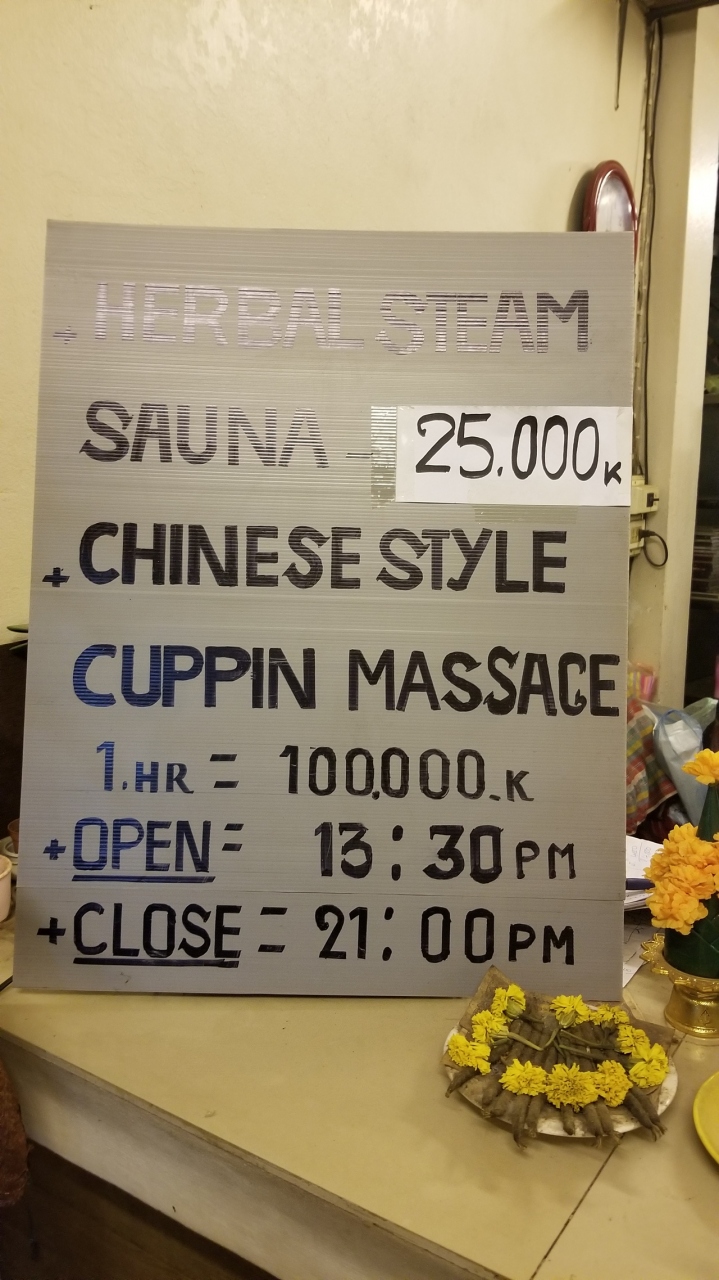 + HERBAL STEAM
SAUNA - 25.000K
+ CHINESE STYLE
CUPPIN MASSAGE
1.HR = 100,000.K
+ OPEN = 13:30PM
+ CLOSE = 21:00PM